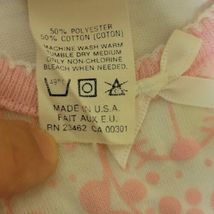 50% POLYESTER
50% COTTON (COTON)
MACHINE WASH WARM
TUMBLE DRY MEDIUM
ONLY NON-CHLORINE
BLEACH WHEN NEEDED.
MADE IN U.S.A.
FAIT AUX E.U.
RN 23462 CA 00301